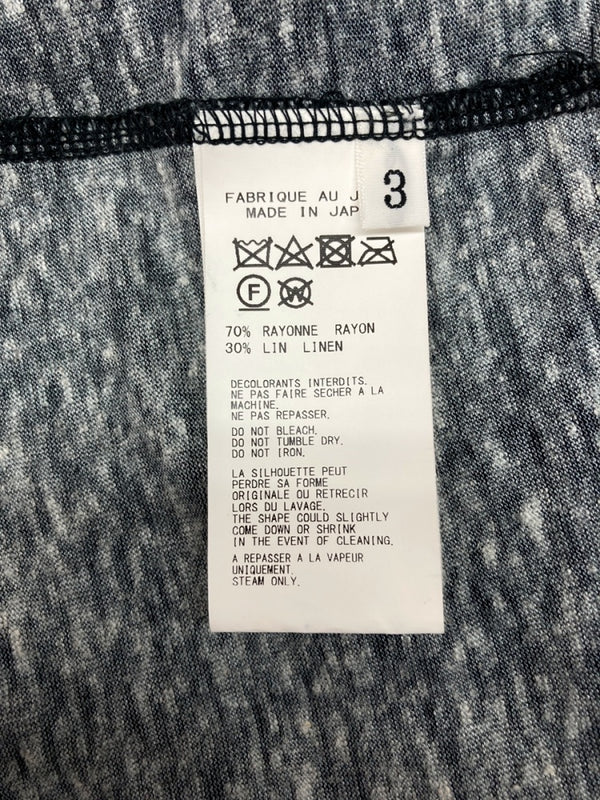 3
FABRIQUE AU J
MADE IN JAP
F
W
70% RAYONNE RAYON
30% LIN LINEN
DECOLORANTS INTERDITS.
NE PAS FAIRE SECHER A LA
MACHINE.
NE PAS REPASSER.
DO NOT BLEACH.
DO NOT TUMBLE DRY.
DO NOT IRON.
LA SILHOUETTE PEUT
PERDRE SA FORME
ORIGINALE OU RETRECIR
LORS DU LAVAGE.
THE SHAPE COULD SLIGHTLY
COME DOWN OR SHRINK
IN THE EVENT OF CLEANING.
A REPASSER A LA VAPEUR
UNIQUEMENT.
STEAM ONLY.